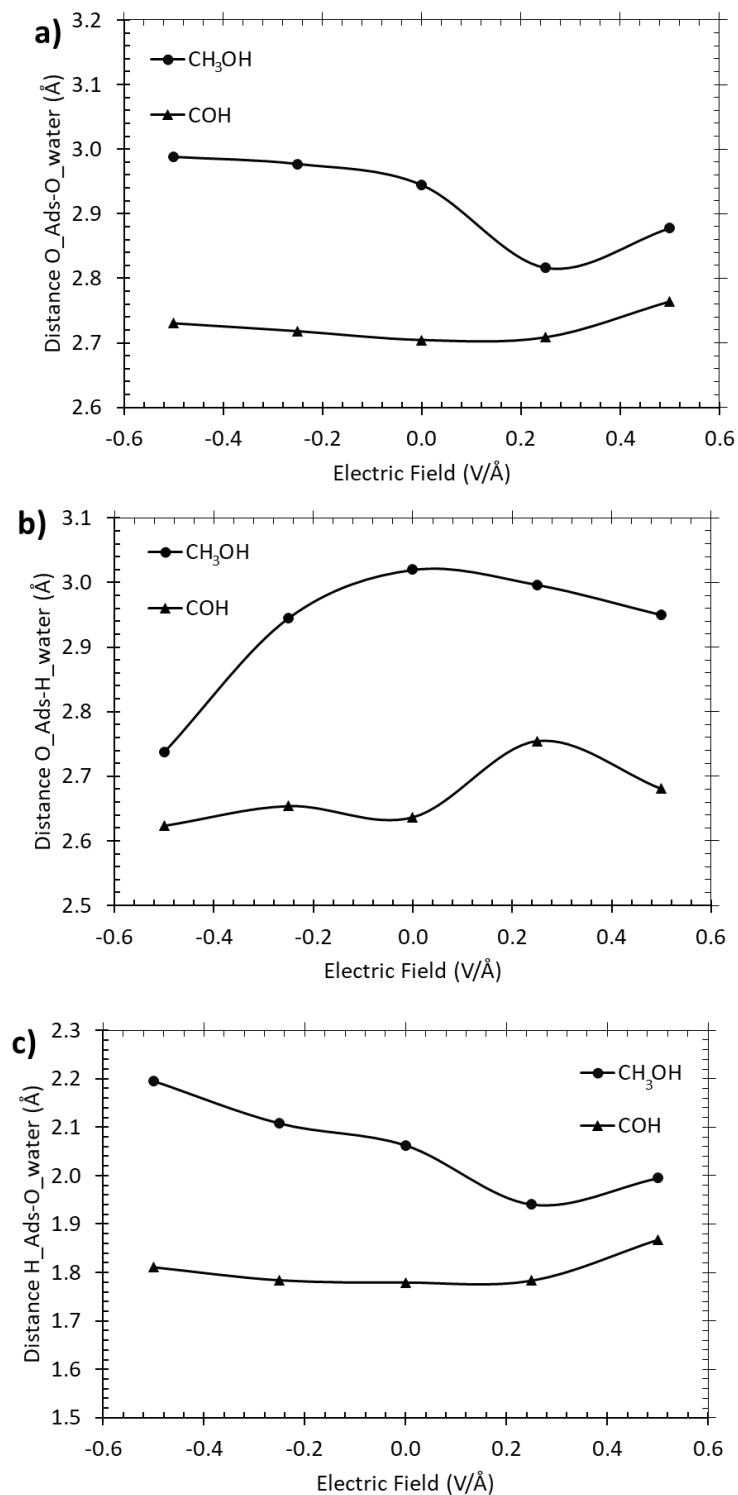 a)
CH3OH
COH
Distance O_Ads-O_water (Å)
3.2
3.1
3.0
2.9
2.8
2.7
2.6
-0.6 -0.4 -0.2 0.0 0.2 0.4 0.6
Electric Field (V/Å)
b)
CH3OH
COH
Distance O_Ads-H_water (Å)
3.1
3.0
2.9
2.8
2.7
2.6
2.5
-0.6 -0.4 -0.2 0.0 0.2 0.4 0.6
Electric Field (V/Å)
c)
CH3OH
COH
Distance H_Ads-O_water (Å)
2.3
2.2
2.1
2.0
1.9
1.8
1.7
1.6
1.5
-0.6 -0.4 -0.2 0.0 0.2 0.4 0.6
Electric Field (V/Å)